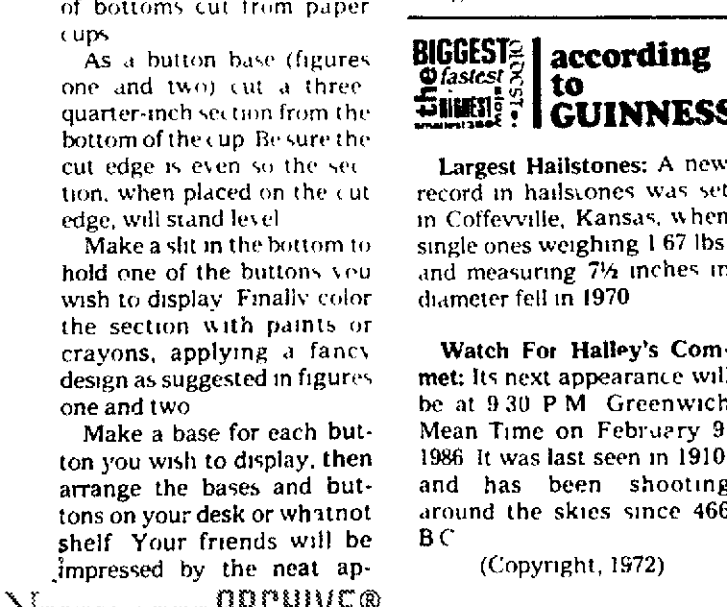 of bottoms cut from paper
cups
As a button base (figures
one and two) cut a three-
quarter-inch section from the
bottom of the cup Be sure the
cut edge is even so the sec-
tion, when placed on the cut
edge, will stand level
Make a slit in the bottom to
hold one of the buttons you
wish to display Finally color
the section with paints or
crayons, applying a fancy
design as suggested in figures
one and two
Make a base for each but-
ton you wish to display, then
arrange the bases and but-
tons on your desk or whatnot
shelf Your friends will be
impressed by the neat ap-
ARCHIVE®
the BIGGEST
fastest
HIGHEST
OLDEST
according
to
GUINNESS
Largest Hailstones: A new
record in hailstones was set
in Coffeyville, Kansas, when
single ones weighing 1 67 lbs
and measuring 7½ inches in
diameter fell in 1970
Watch For Halley's Com-
met: Its next appearance will
be at 9 30 P M Greenwich
Mean Time on February 9
1986 It was last seen in 1910
and has been shooting
around the skies since 466
B C
(Copyright, 1972)